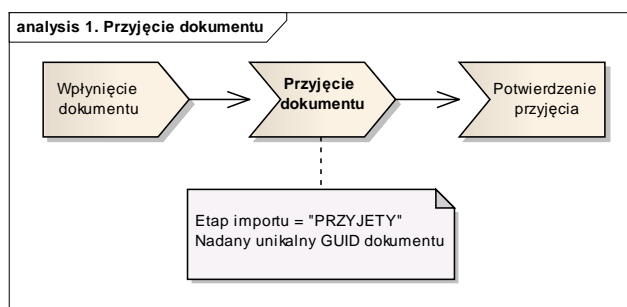 analysis 1. Przyjęcie dokumentu
Wpłynięcie
dokumentu
Przyjęcie
dokumentu
Potwierdzenie
przyjęcia
Etap importu = "PRZYJETY"
Nadany unikalny GUID dokumentu